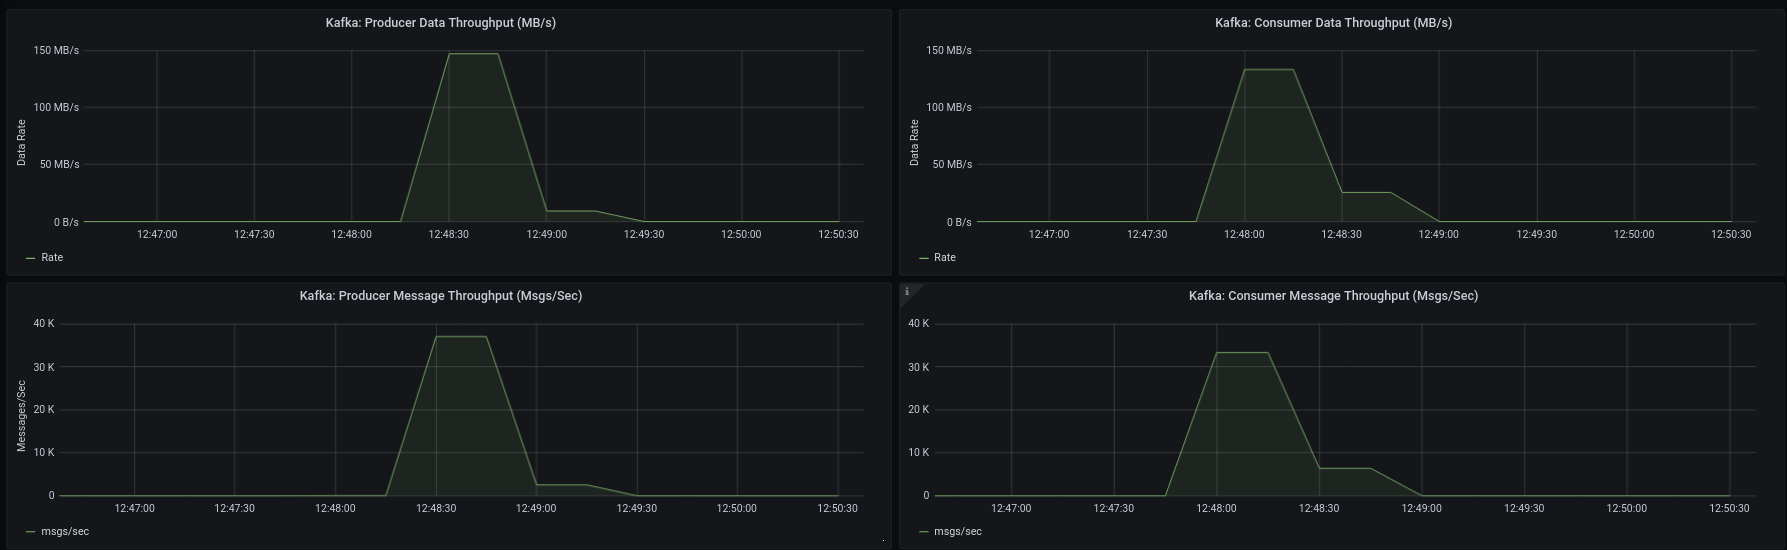 Kafka: Producer Data Throughput (MB/s)
150 MB/s
100 MB/s
50 MB/s
0 B/s
Data Rate
12:47:00 12:47:30 12:48:00 12:48:30 12:49:00 12:49:30 12:50:00 12:50:30
Rate
Kafka: Consumer Data Throughput (MB/s)
150 MB/s
100 MB/s
50 MB/s
0 B/s
Data Rate
12:47:00 12:47:30 12:48:00 12:48:30 12:49:00 12:49:30 12:50:00 12:50:30
Rate
Kafka: Producer Message Throughput (Msgs/Sec)
40 K
30 K
20 K
10 K
0
Messages/Sec
12:47:00 12:47:30 12:48:00 12:48:30 12:49:00 12:49:30 12:50:00 12:50:30
msgs/sec
i
Kafka: Consumer Message Throughput (Msgs/Sec)
40 K
30 K
20 K
10 K
0
12:47:00 12:47:30 12:48:00 12:48:30 12:49:00 12:49:30 12:50:00 12:50:30
msgs/sec